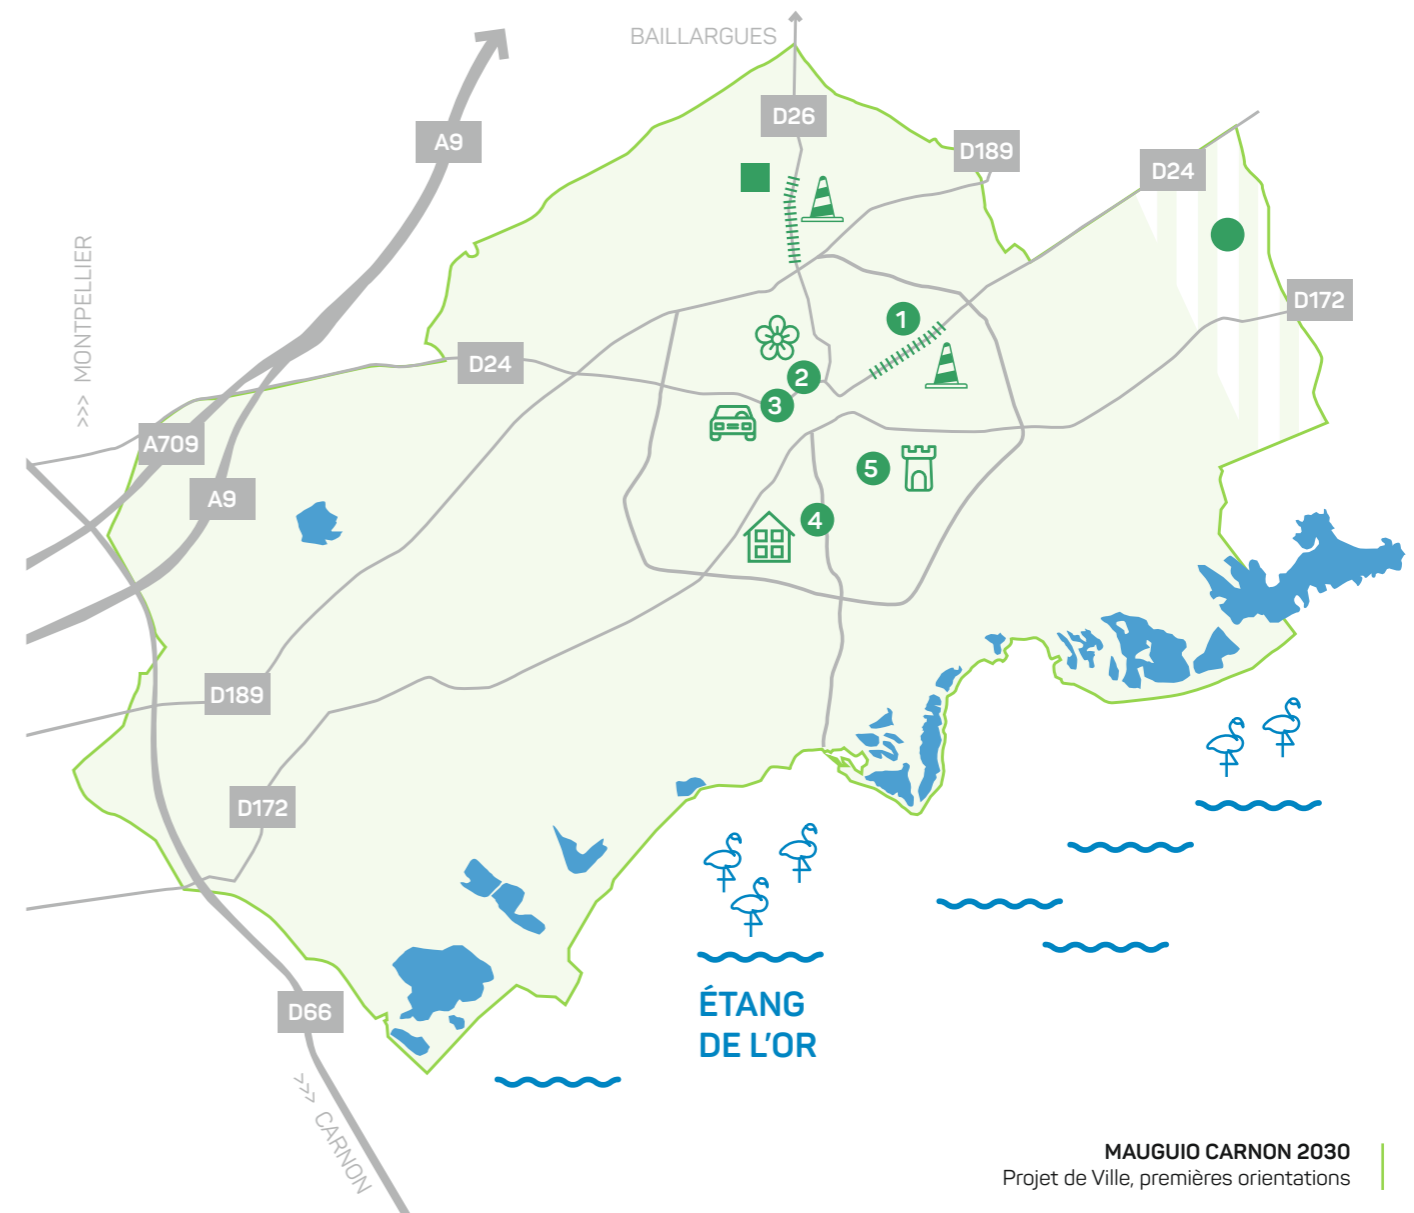 BAILLARGUES
D26
A9
D189
D24
>>> MONTPELLIER
D172
1
D24
2
3
A709
5
A9
4
D189
D172
ÉTANG
DE L'OR
D66
>>> CARNON
MAUGUIO CARNON 2030
Projet de Ville, premières orientations